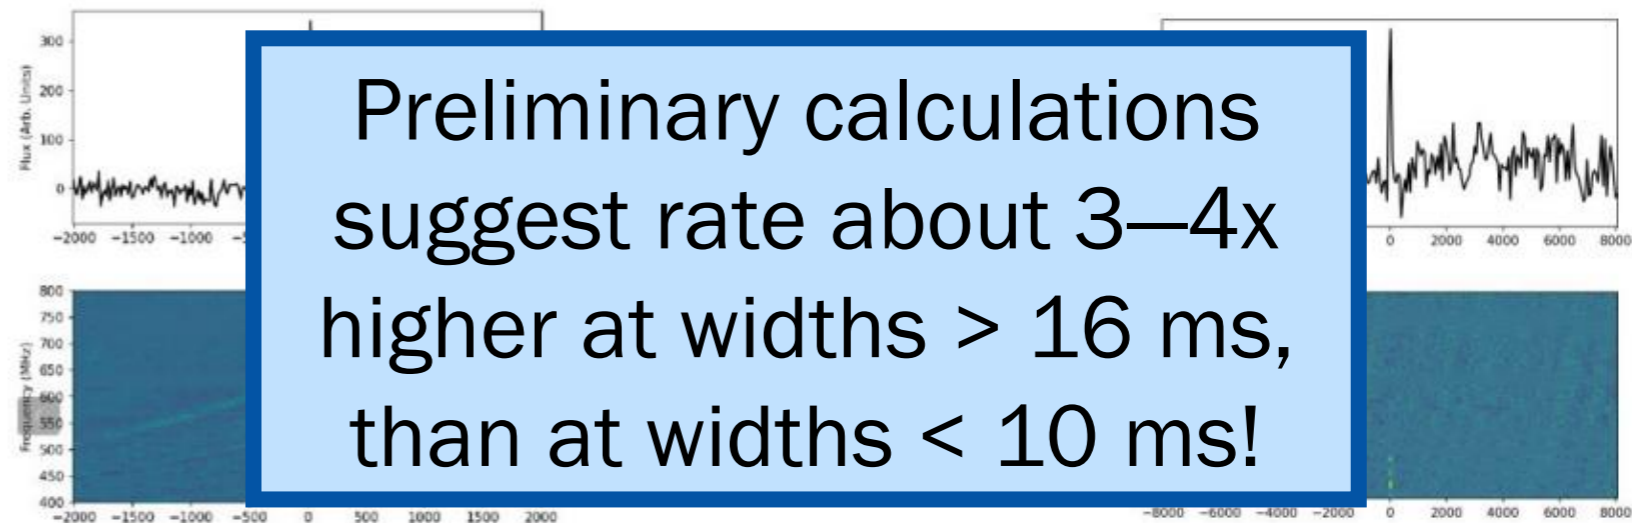 300
200
100
0
Flux (Arb. Units)
−2000 −1500 −1000
0 2000 4000 6000 8000
Preliminary calculations
suggest rate about 3—4x
higher at widths > 16 ms,
than at widths < 10 ms!
800
750
700
650
600
550
500
450
400
Frequency (MHz)
−2000 −1500 −1000 −500 0 500 1000 1500 2000
−8000 −6000 −4000 −2000 0 2000 4000 6000 8000